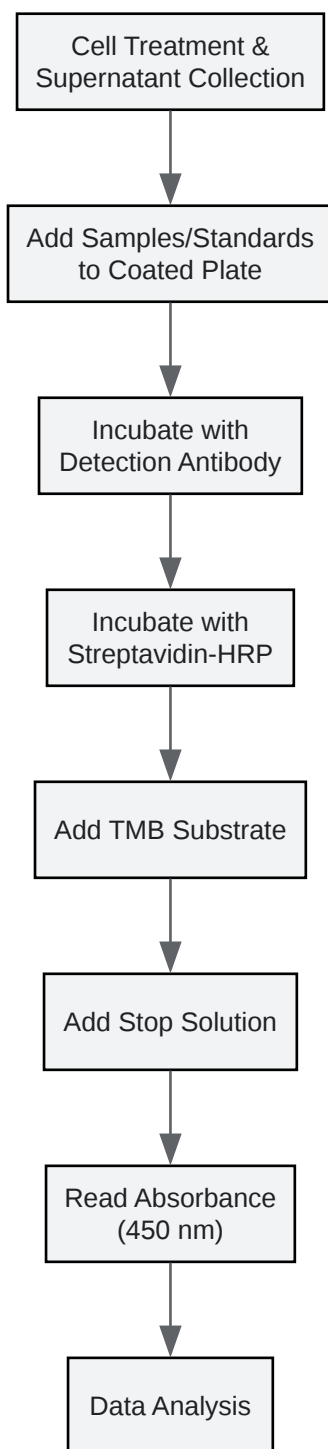 Cell Treatment &
Supernatant Collection
Add Samples/Standards
to Coated Plate
Incubate with
Detection Antibody
Incubate with
Streptavidin-HRP
Add TMB Substrate
Add Stop Solution
Read Absorbance
(450 nm)
Data Analysis